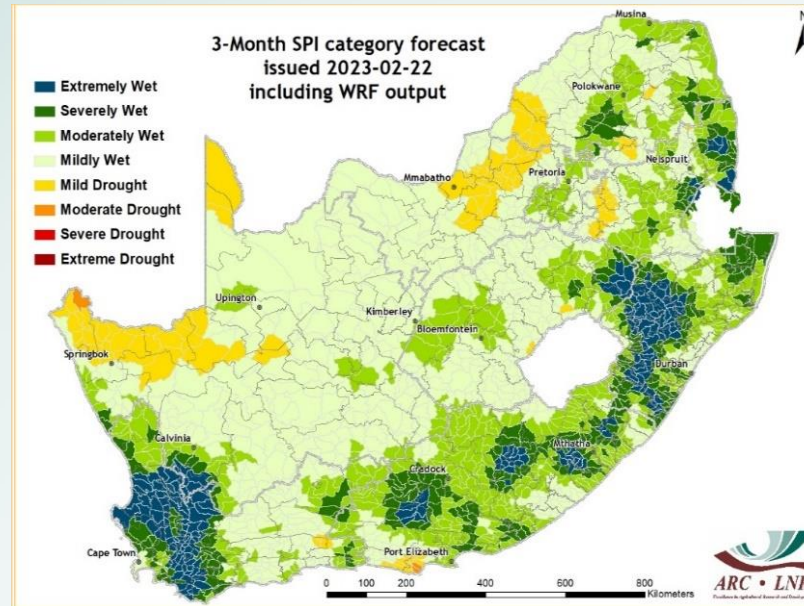 3-Month SPI category forecast
issued 2023-02-22
including WRF output
Extremely Wet
Severely Wet
Moderately Wet
Mildly Wet
Mild Drought
Moderate Drought
Severe Drought
Extreme Drought
Musina
Polokwane
Nelspruit
Mmabatho
Pretoria
Upington
Kimberley
Bloemfontein
Springbok
Durban
Calvinia
Mthatha
Cradock
Cape Town
Port Elizabeth
0 100 200 400 600 800
Kilometers